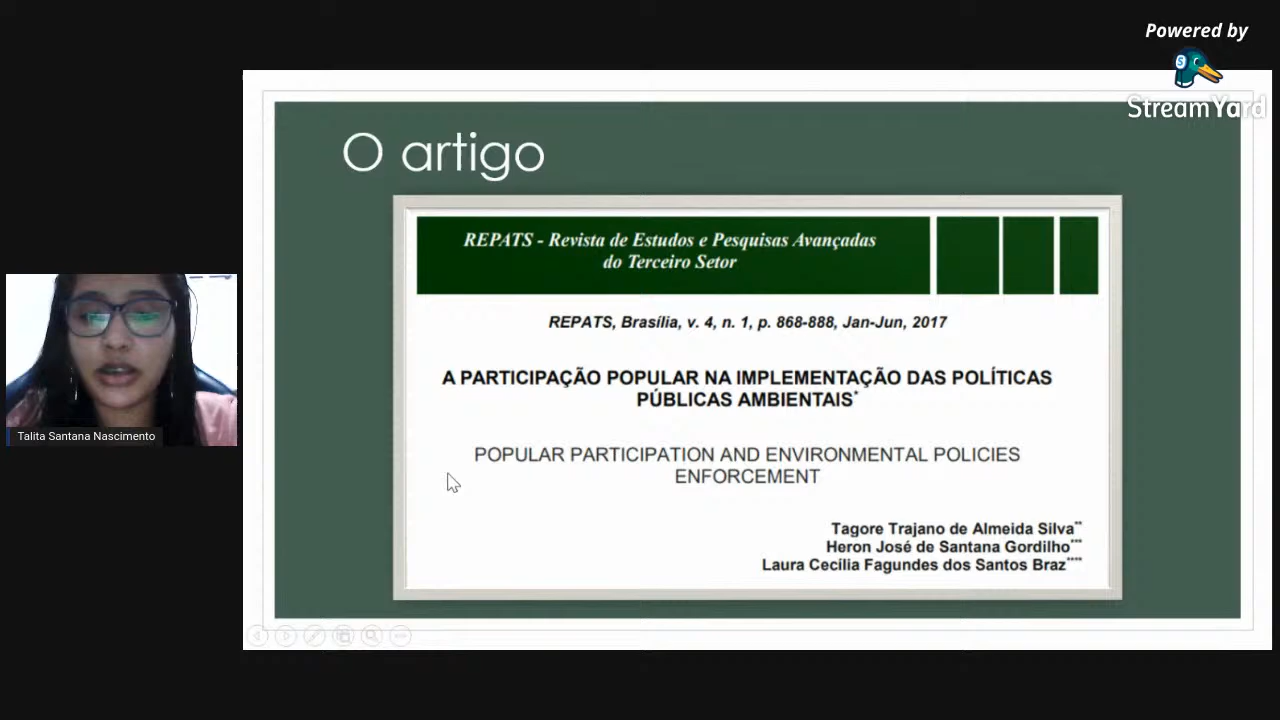 Powered by
StreamYard
O artigo
REPATS - Revista de Estudos e Pesquisas Avançadas
do Terceiro Setor
REPATS, Brasília, v. 4, n. 1, p. 868-888, Jan-Jun, 2017
A PARTICIPAÇÃO POPULAR NA IMPLEMENTAÇÃO DAS POLÍTICAS
PÚBLICAS AMBIENTAIS*
POPULAR PARTICIPATION AND ENVIRONMENTAL POLICIES
ENFORCEMENT
Tagore Trajano de Almeida Silva**
Heron José de Santana Gordilho***
Laura Cecília Fagundes dos Santos Braz****
Talita Santana Nascimento